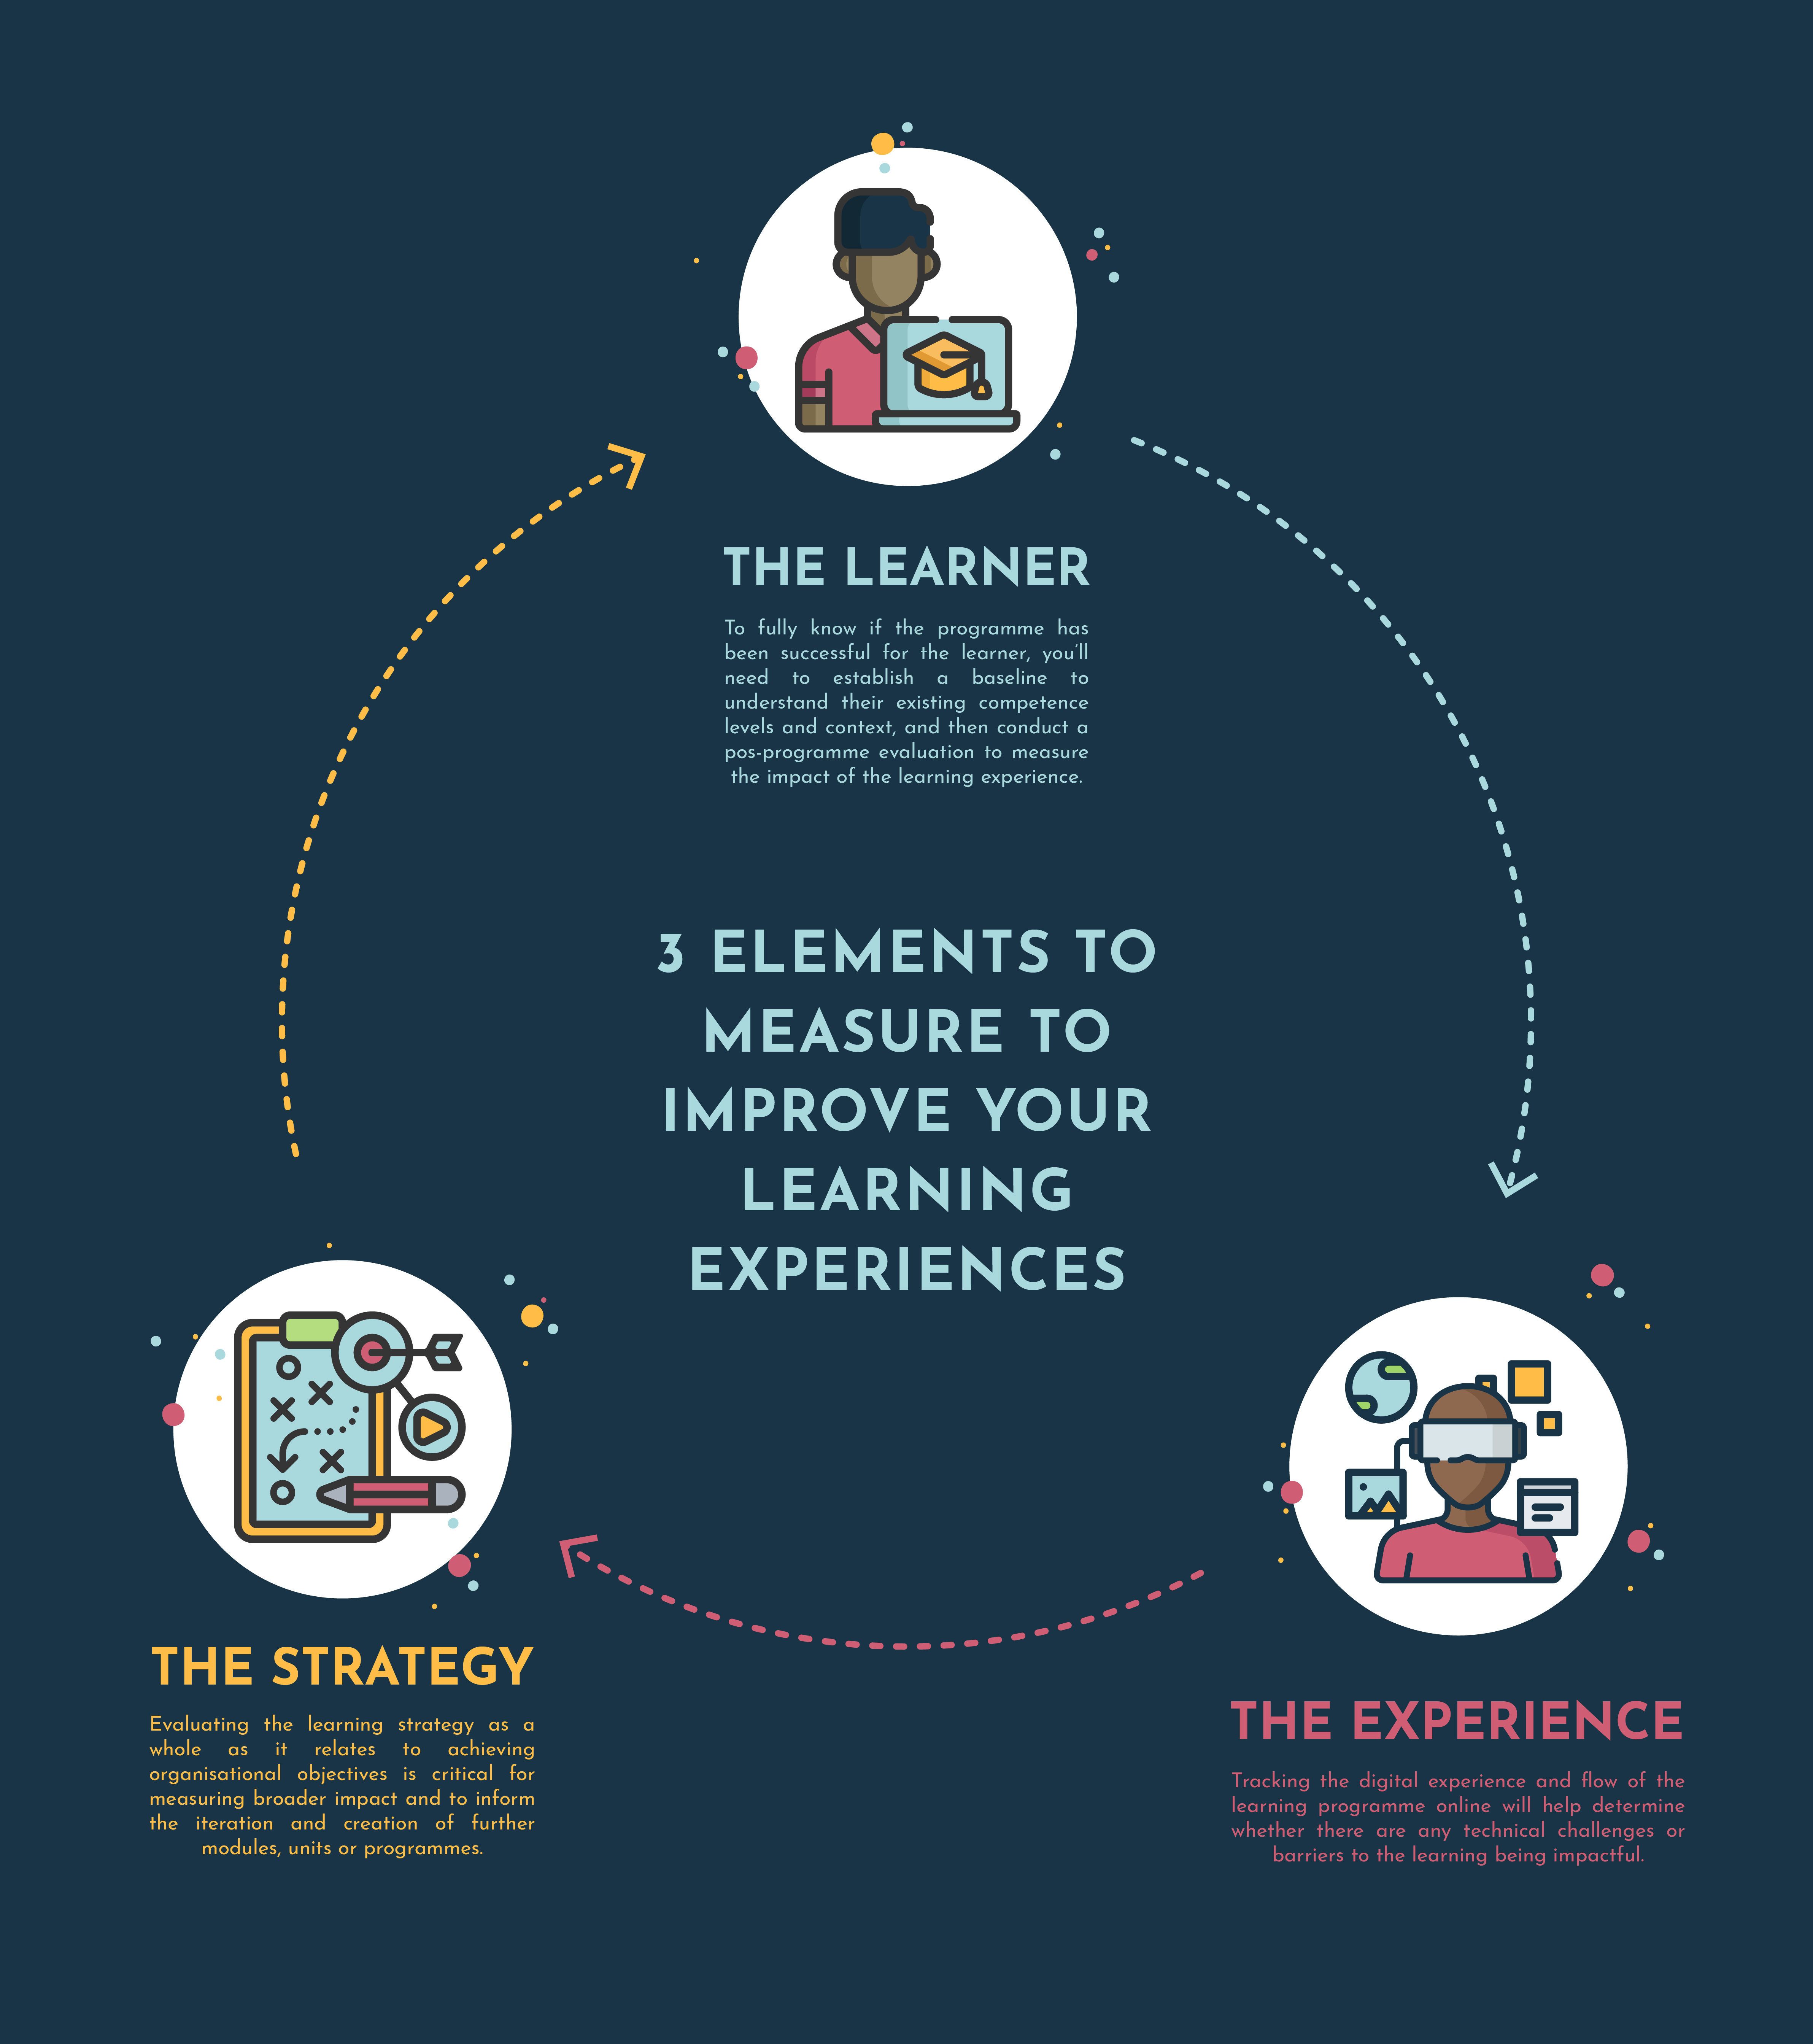 THE LEARNER
To fully know if the programme has
been successful for the learner, you'll
need to establish a baseline to
understand their existing competence
levels and context, and then conduct a
pos-programme evaluation to measure
the impact of the learning experience.
3 ELEMENTS TO
MEASURE TO
IMPROVE YOUR
LEARNING
EXPERIENCES
THE STRATEGY
Evaluating the learning strategy as a
whole as it relates to achieving
organisational objectives is critical for
measuring broader impact and to inform
the iteration and creation of further
modules, units or programmes.
THE EXPERIENCE
Tracking the digital experience and flow of the
learning programme online will help determine
whether there are any technical challenges or
barriers to the learning being impactful.